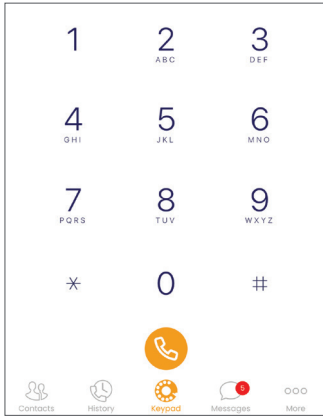 1 2 3
ABC DEF
4 5 6
GHI JKL MNO
7 8 9
PQRS TUV WXYZ
* 0 #
5
Contacts History Keypad Messages More